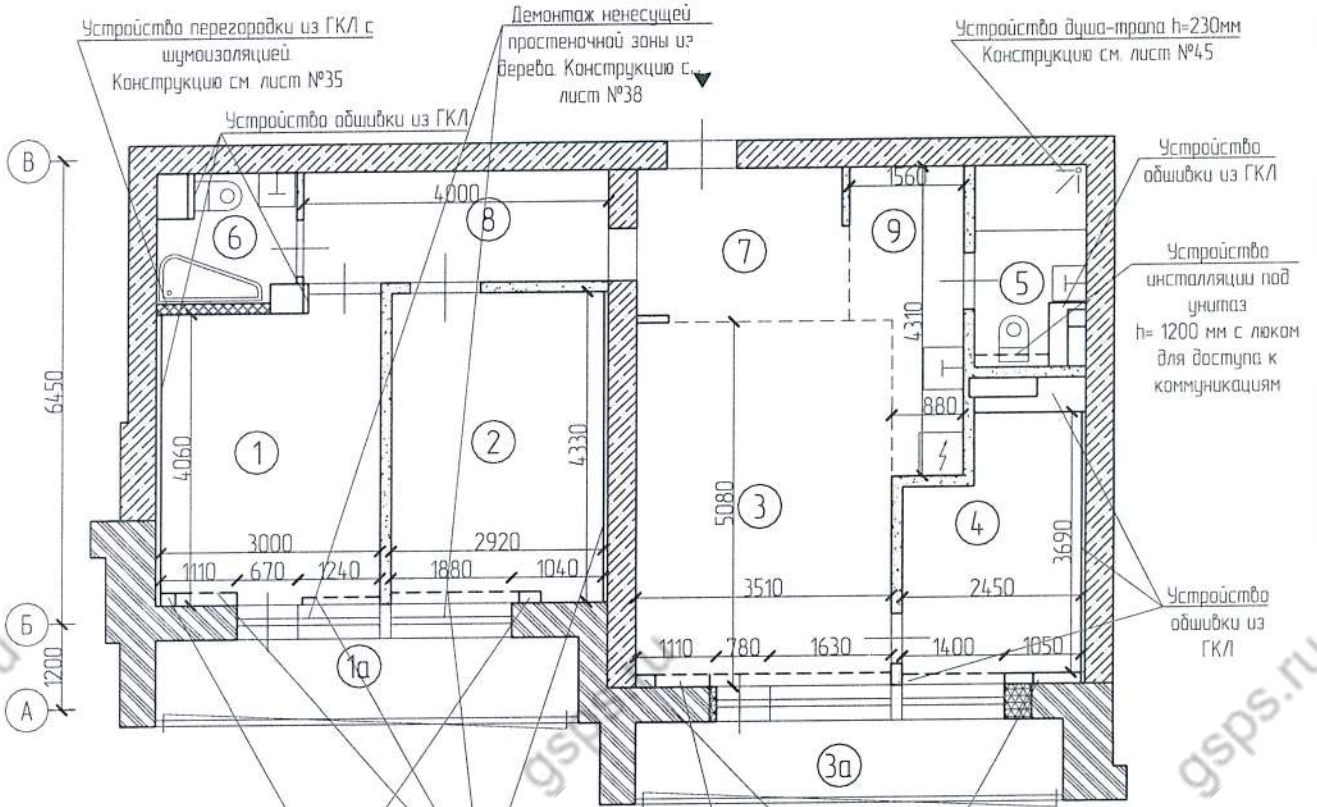 Устройство перегородки из ГКЛ с
шумоизоляцией.
Конструкцию см. лист №35
Демонтаж ненесущей
простеночной зоны из
дерева. Конструкцию с
лист №38
Устройство душа-трапа h=230мм
Конструкцию см. лист №45
Устройство обшивки из ГКЛ
Устройство
обшивки из ГКЛ
Устройство
инсталляции под
унитаз
h= 1200 мм с люком
для доступа к
коммуникациям
Устройство
обшивки из
ГКЛ
В
Б
А
6450
1200
4000
1560
6
8
7
9
5
4310
880
4060
4330
5080
3690
1
2
3
4
3000
2920
1110
670
1240
1880
1040
3510
2450
1110
780
1630
1400
1050
1а
3а
gsps.ru